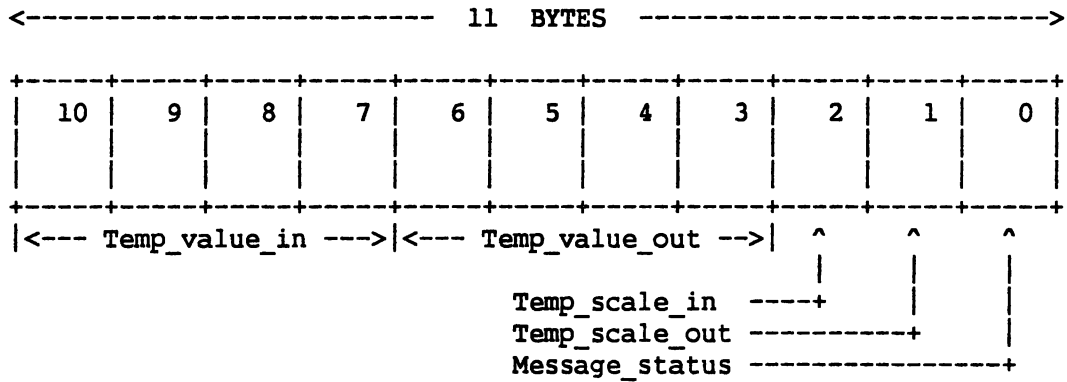 <---------------------------- 11 BYTES ---------------------------->
+-----+-----+-----+-----+-----+-----+-----+-----+-----+-----+-----+
| 10 | 9 | 8 | 7 | 6 | 5 | 4 | 3 | 2 | 1 | 0 |
+-----+-----+-----+-----+-----+-----+-----+-----+-----+-----+-----+
|<--- Temp_value_in --->|<--- Temp_value_out -->| ^ ^ ^
Temp_scale_in ----+ | |
Temp_scale_out ----------+ |
Message_status ----------------+